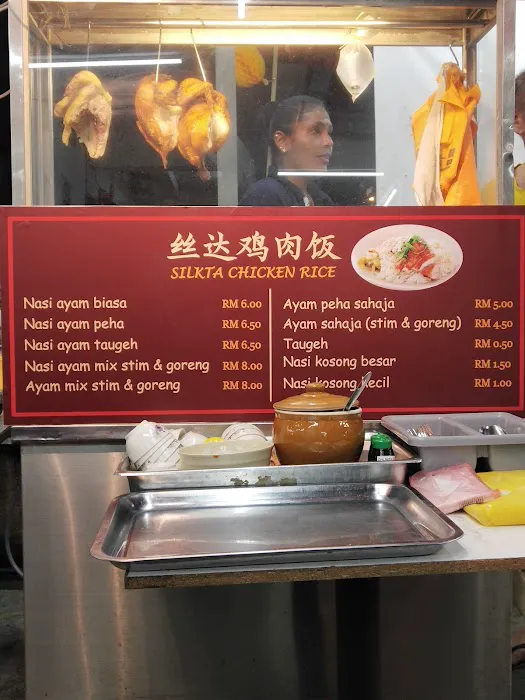 丝达鸡肉饭
SILKTA CHICKEN RICE
Nasi ayam biasa RM 6.00
Nasi ayam peha RM 6.50
Nasi ayam taugeh RM 6.50
Nasi ayam mix stim & goreng RM 8.00
Ayam mix stim & goreng RM 8.00
Ayam peha sahaja RM 5.00
Ayam sahaja (stim & goreng) RM 4.50
Taugeh RM 0.50
Nasi kosong besar RM 1.50
Nasi kosong kecil RM 1.00